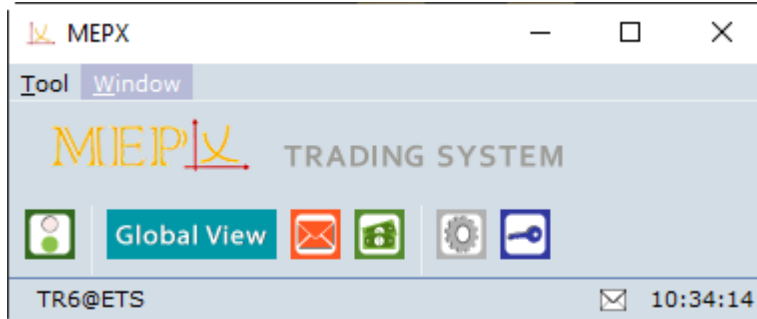 MEPX
Tool Window
MEPX TRADING SYSTEM
Global View
TR6@ETS 10:34:14